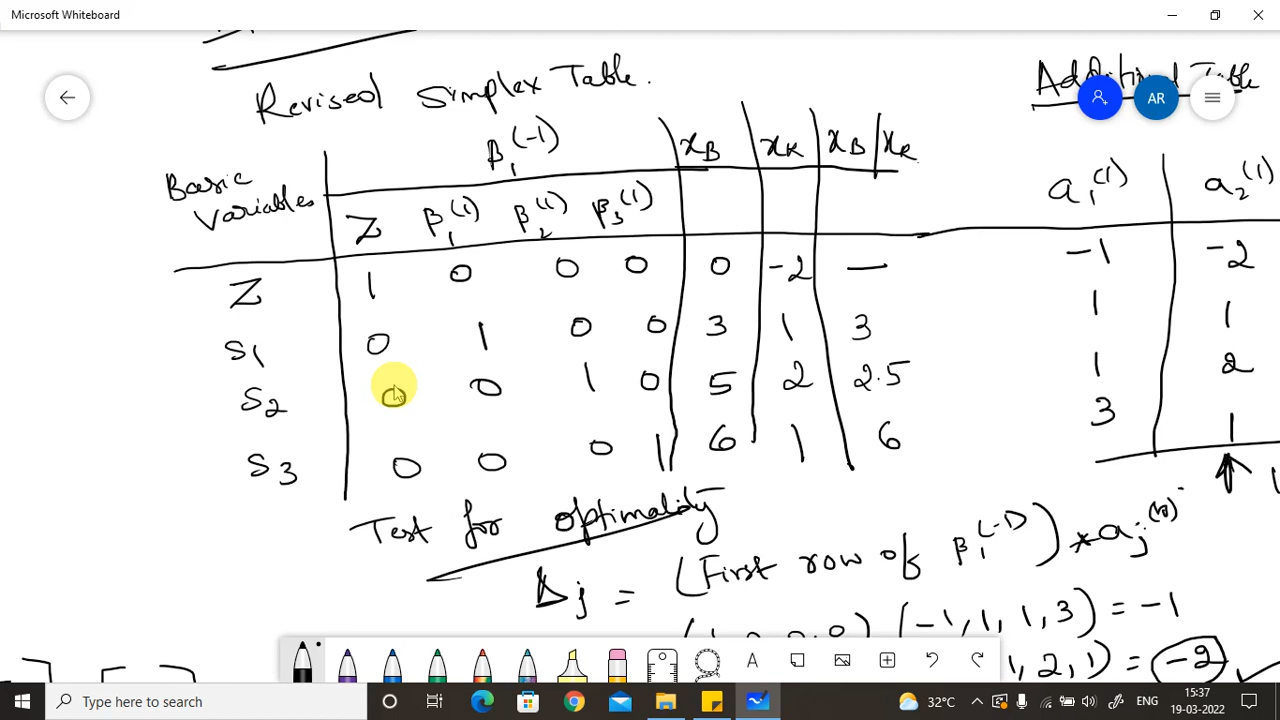 Microsoft Whiteboard
Revised Simplex Table.
Additional Table
AR
Basic Variables
β₁^(-1)
x_B x_K x_B x_K
Z β₁^(1) β₂^(1) β₃^(1)
a₁^(1) a₂^(1)
Z 1 0 0 0 0 -2 — -1 -2
S1 0 1 0 0 3 1 3 1 1
S2 0 0 1 0 5 2 2.5 1 2
S3 0 0 0 1 6 1 6 3 1
Test for optimality
Δj = (First row of β₁^(-1)) * aj
(-1, 1, 1, 3) = -1
1, 2, 1) = -2
A
Type here to search
32°C
ENG
15:37
19-03-2022